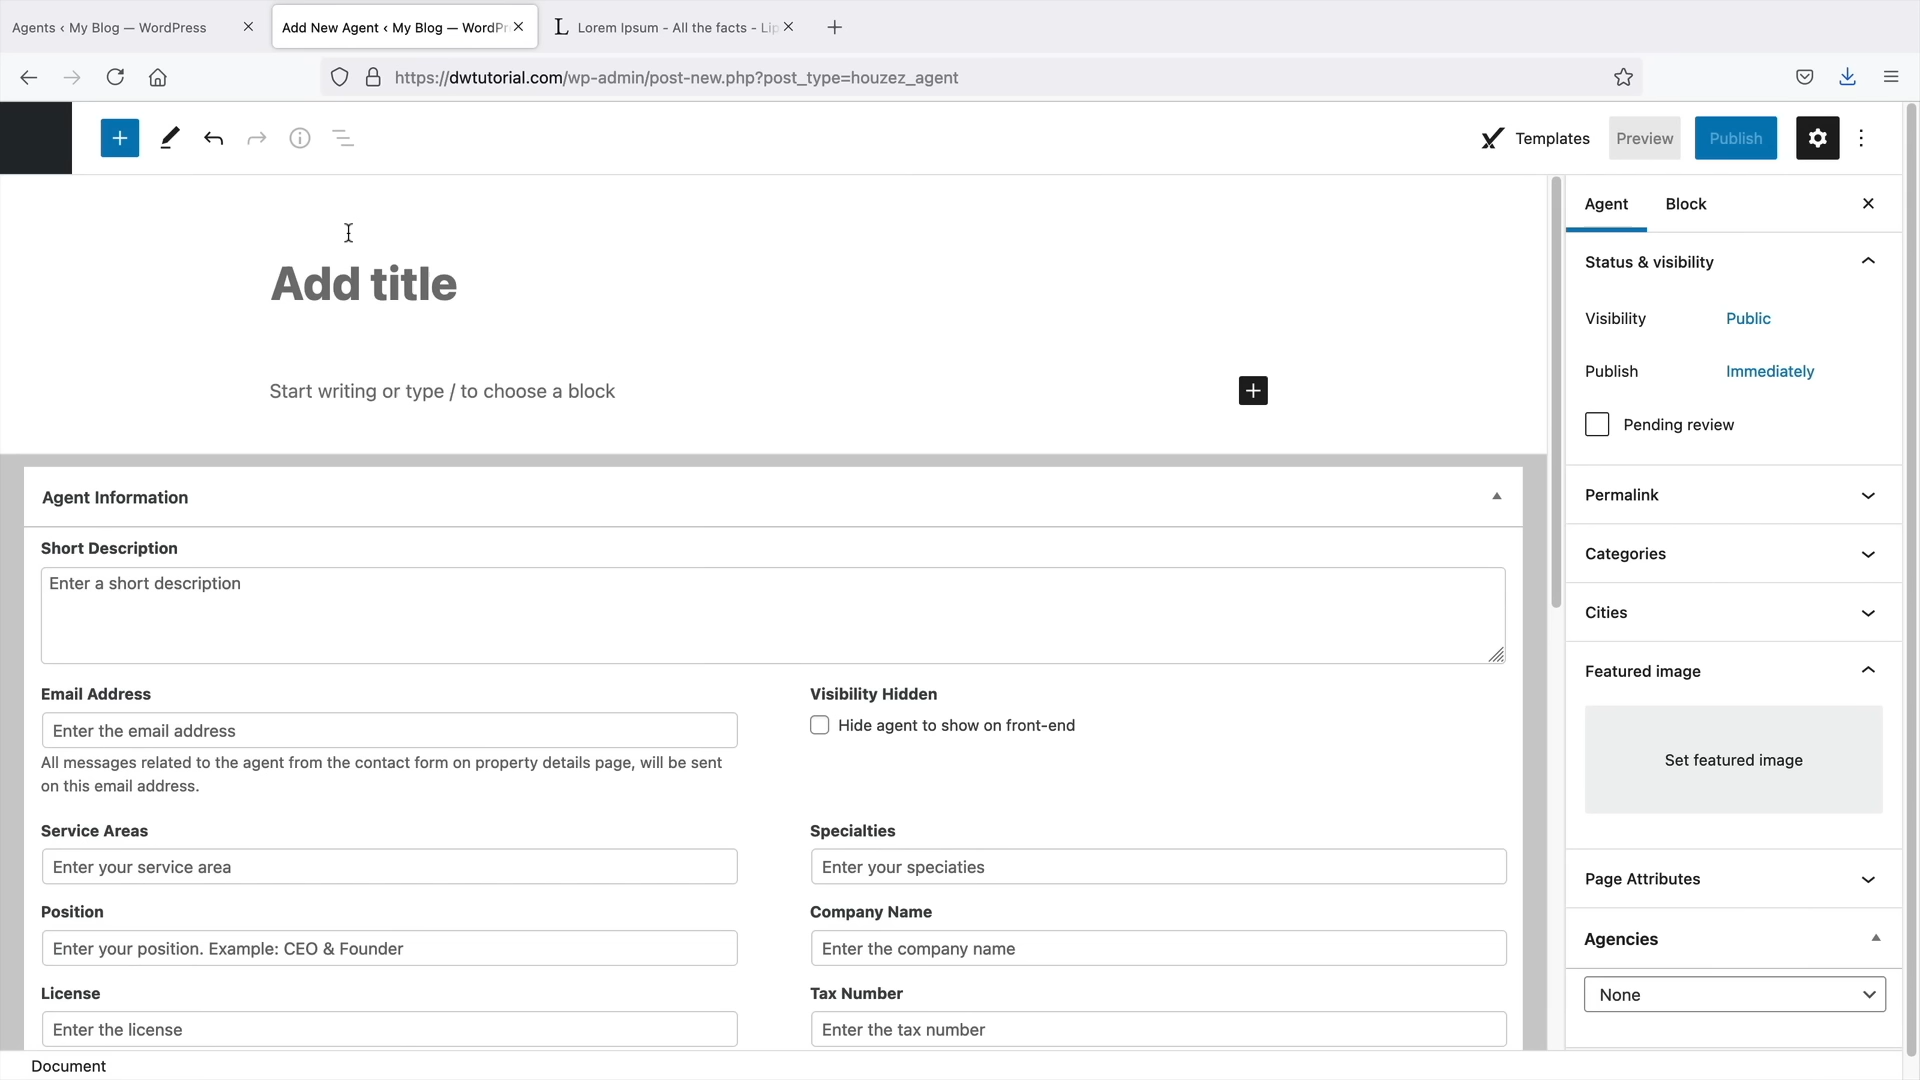 Agents ‹ My Blog — WordPress
Add New Agent ‹ My Blog — WordPr
Lorem Ipsum - All the facts - Lip
https://dwtutorial.com/wp-admin/post-new.php?post_type=houzez_agent
Templates
Preview
Publish
Add title
Start writing or type / to choose a block
Agent
Block
Status & visibility
Visibility
Public
Publish
Immediately
Pending review
Permalink
Categories
Cities
Featured image
Set featured image
Page Attributes
Agencies
None
Agent Information
Short Description
Enter a short description
Email Address
Enter the email address
All messages related to the agent from the contact form on property details page, will be sent
on this email address.
Visibility Hidden
Hide agent to show on front-end
Service Areas
Enter your service area
Specialties
Enter your speciaties
Position
Enter your position. Example: CEO & Founder
Company Name
Enter the company name
License
Enter the license
Tax Number
Enter the tax number
Document